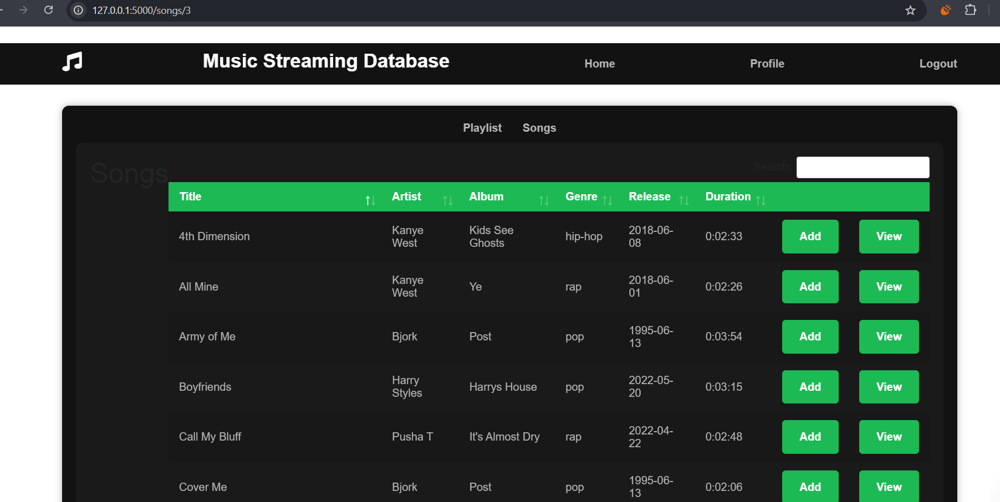 127.0.0.1:5000/songs/3
Music Streaming Database
Home
Profile
Logout
Playlist
Songs
Songs
Search:
Title Artist Album Genre Release Duration
4th Dimension
Kanye
West
Kids See
Ghosts
hip-hop
2018-06-
08
0:02:33
Add
View
All Mine
Kanye
West
Ye
rap
2018-06-
01
0:02:26
Add
View
Army of Me
Bjork
Post
pop
1995-06-
13
0:03:54
Add
View
Boyfriends
Harry
Styles
Harrys House
pop
2022-05-
20
0:03:15
Add
View
Call My Bluff
Pusha T
It's Almost Dry
rap
2022-04-
22
0:02:48
Add
View
Cover Me
Bjork
Post
pop
1995-06-
13
0:02:06
Add
View